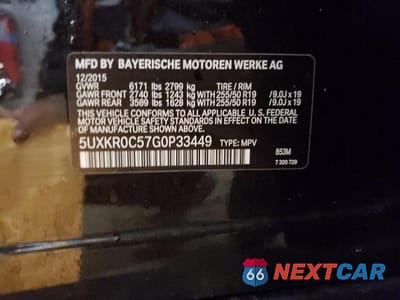 MFD BY BAYERISCHE MOTOREN WERKE AG
12/2015
GVWR 6171 lbs 2799 kg TIRE / RIM
GAWR FRONT 2740 lbs 1243 kg WITH 255/50 R19 /9.0J x 19
GAWR REAR 3589 lbs 1628 kg WITH 255/50 R19 /9.0J x 19
THIS VEHICLE CONFORMS TO ALL APPLICABLE U.S. FEDERAL
MOTOR VEHICLE SAFETY STANDARDS IN EFFECT ON THE DATE
OF MANUFACTURE SHOWN ABOVE.
5UXKR0C57G0P33449 TYPE: MPV
B53M
7 320 729
66 NEXTCAR